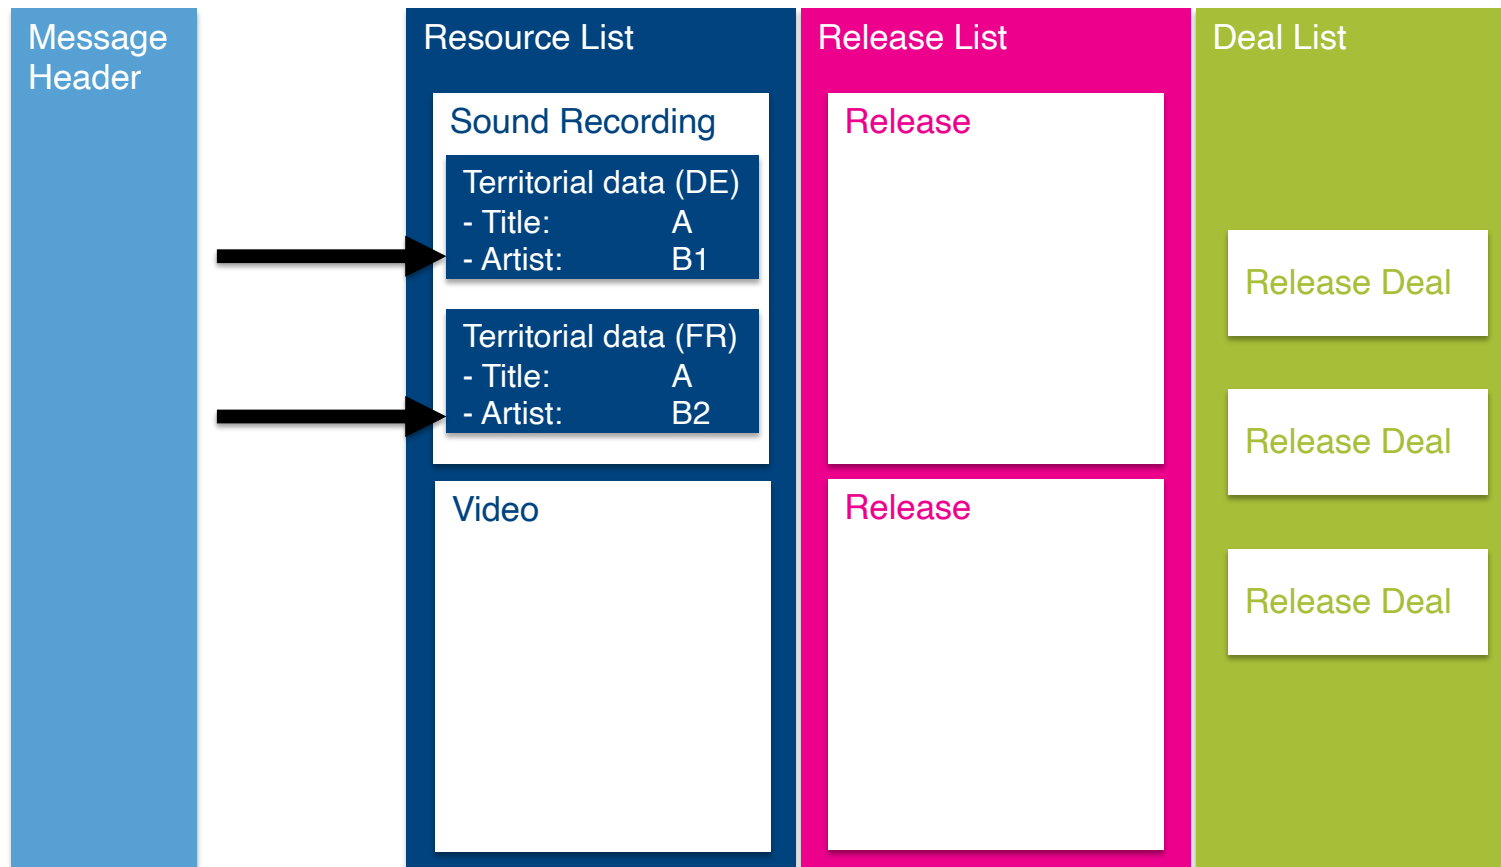 Message
Header
Resource List
Sound Recording
Territorial data (DE)
- Title: A
- Artist: B1
Territorial data (FR)
- Title: A
- Artist: B2
Video
Release List
Release
Release
Deal List
Release Deal
Release Deal
Release Deal